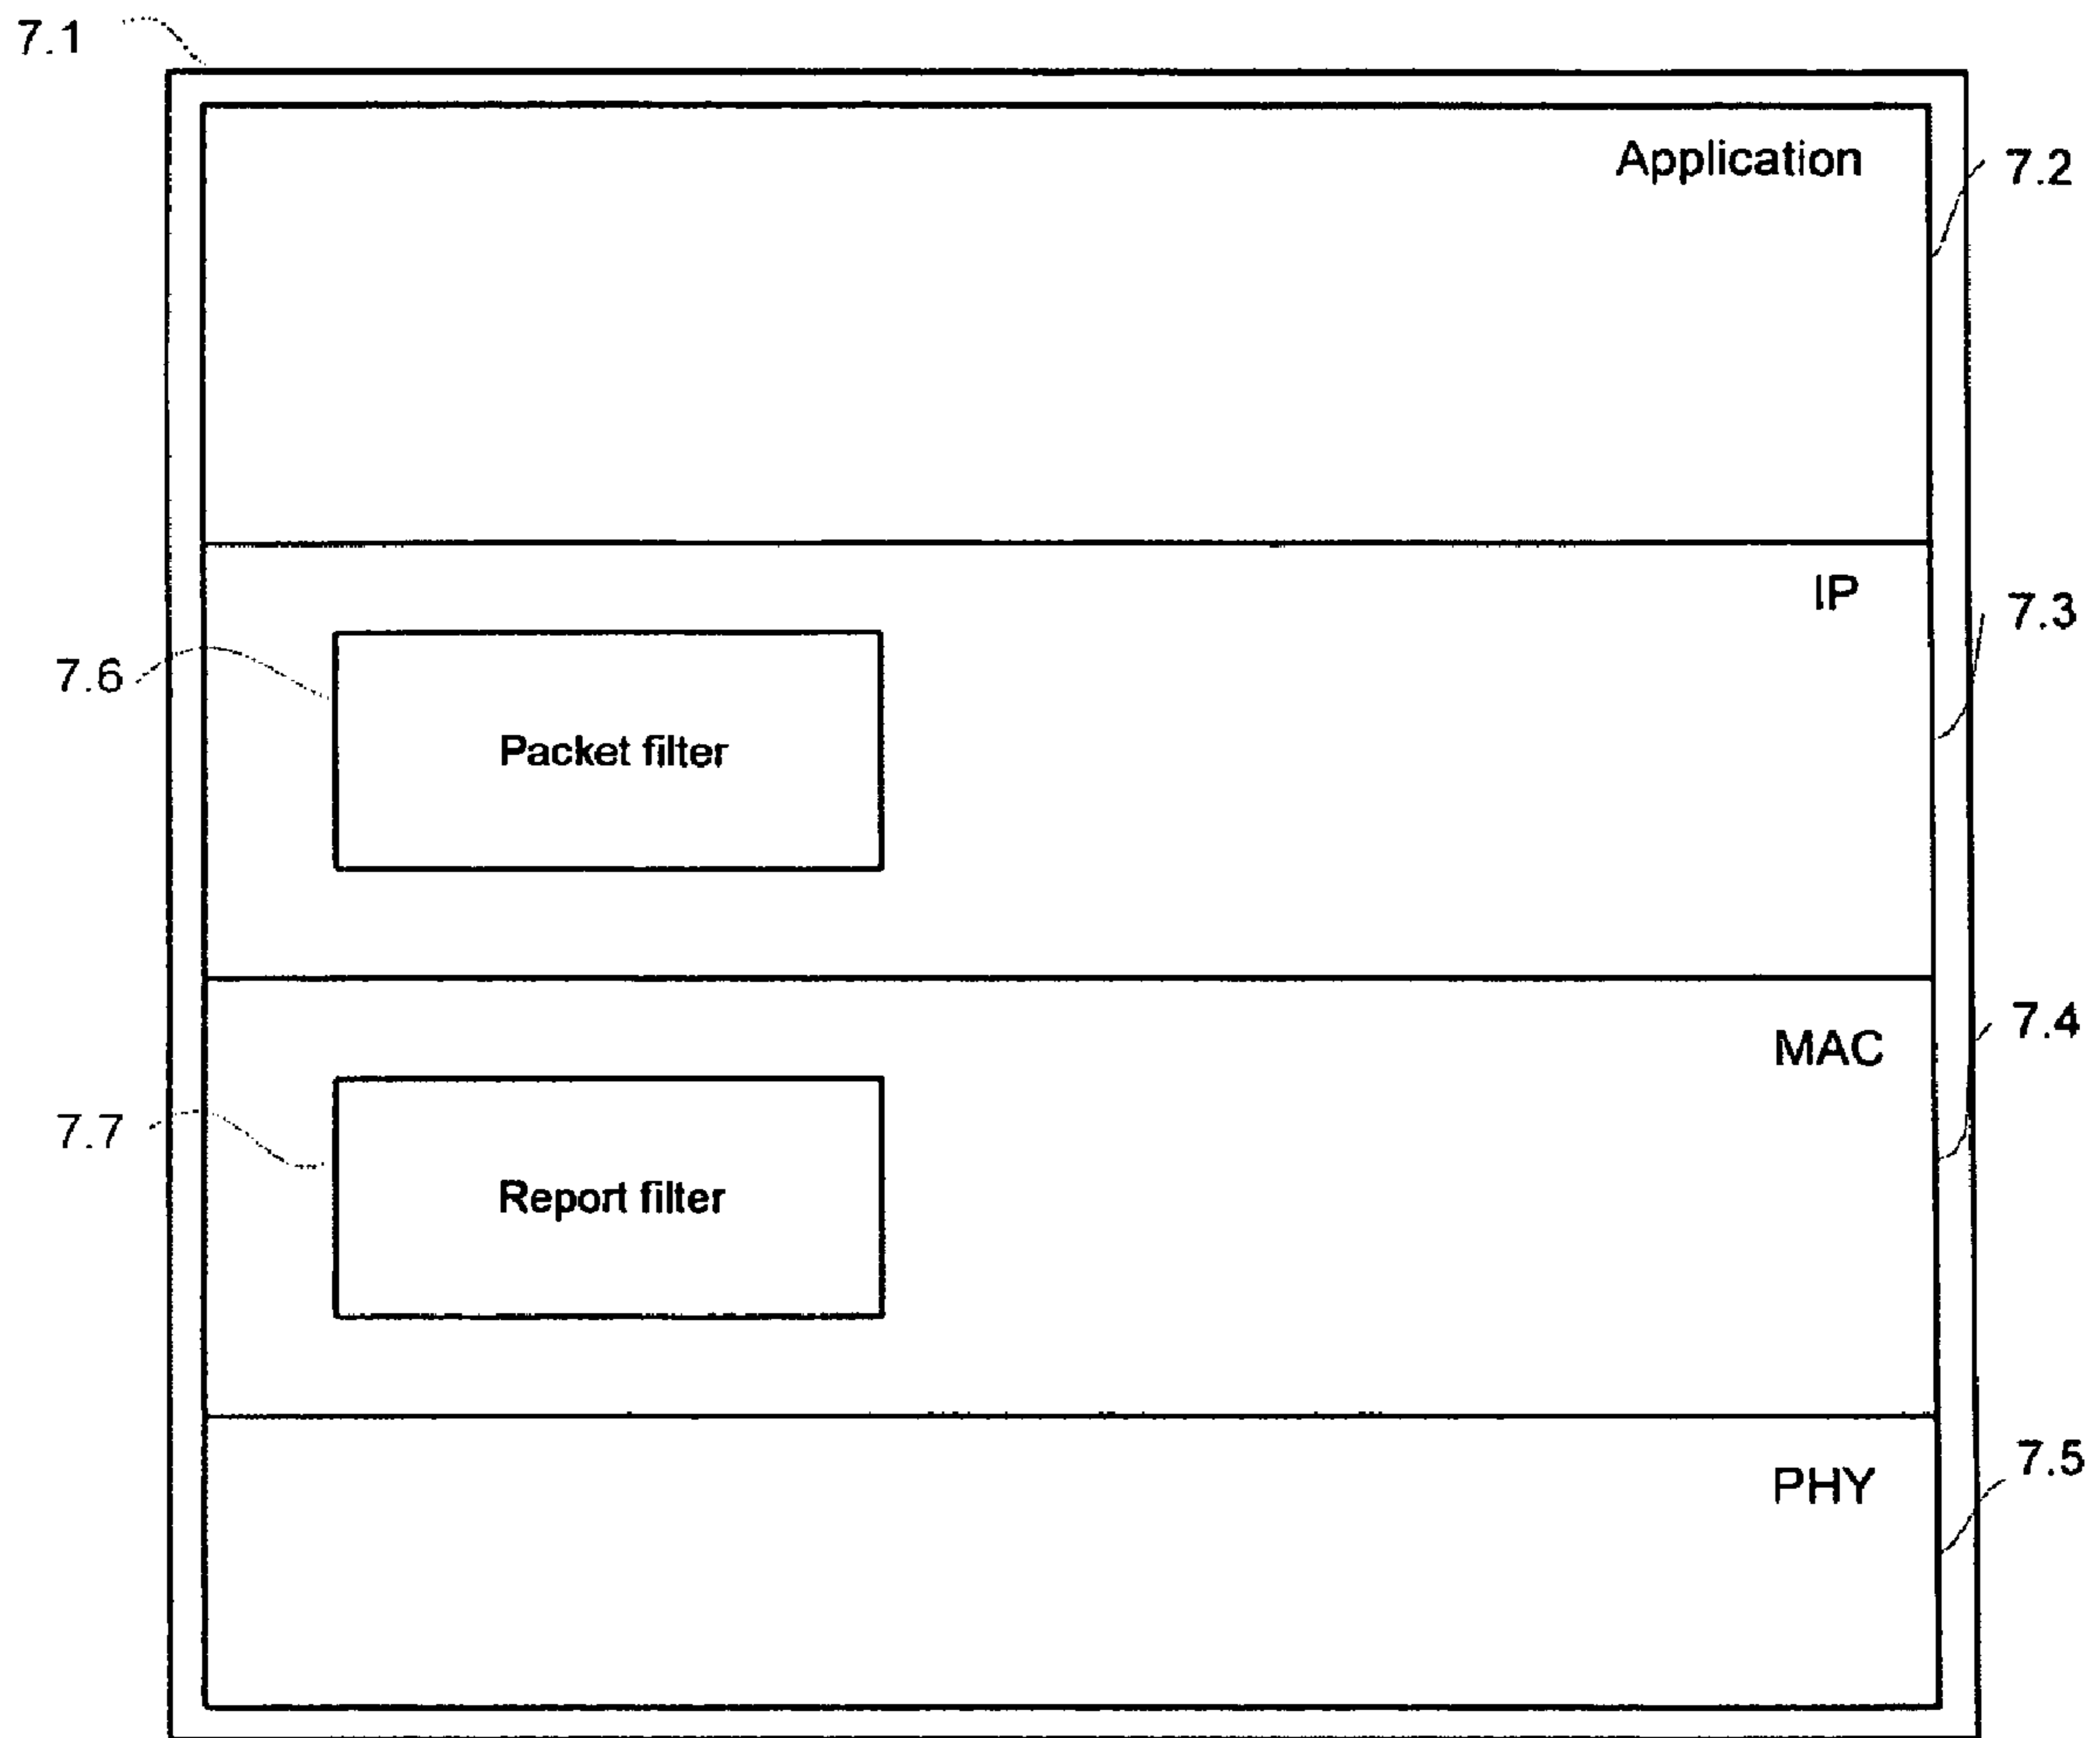 7.1
Application
7.2
IP
7.3
7.6
Packet filter
7.4
MAC
7.7
Report filter
7.5
PHY